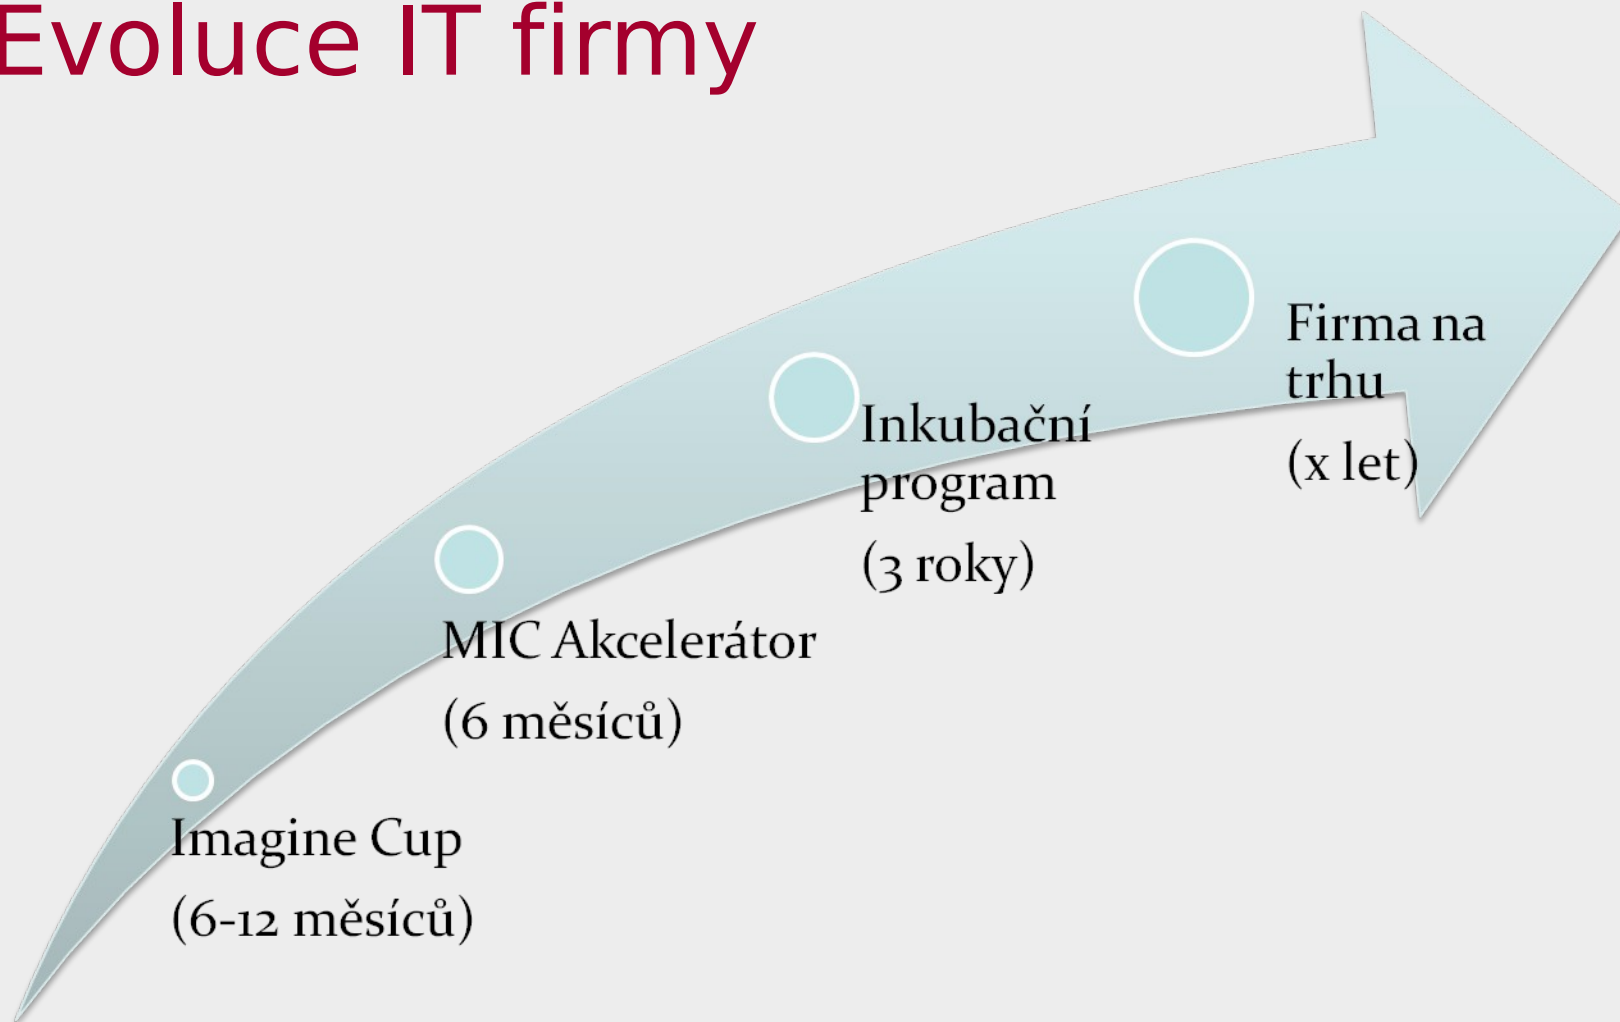 Evoluce IT firmy
Firma na
trhu
(x let)
Inkubační
program
(3 roky)
MIC Akcelerátor
(6 měsíců)
Imagine Cup
(6-12 měsíců)